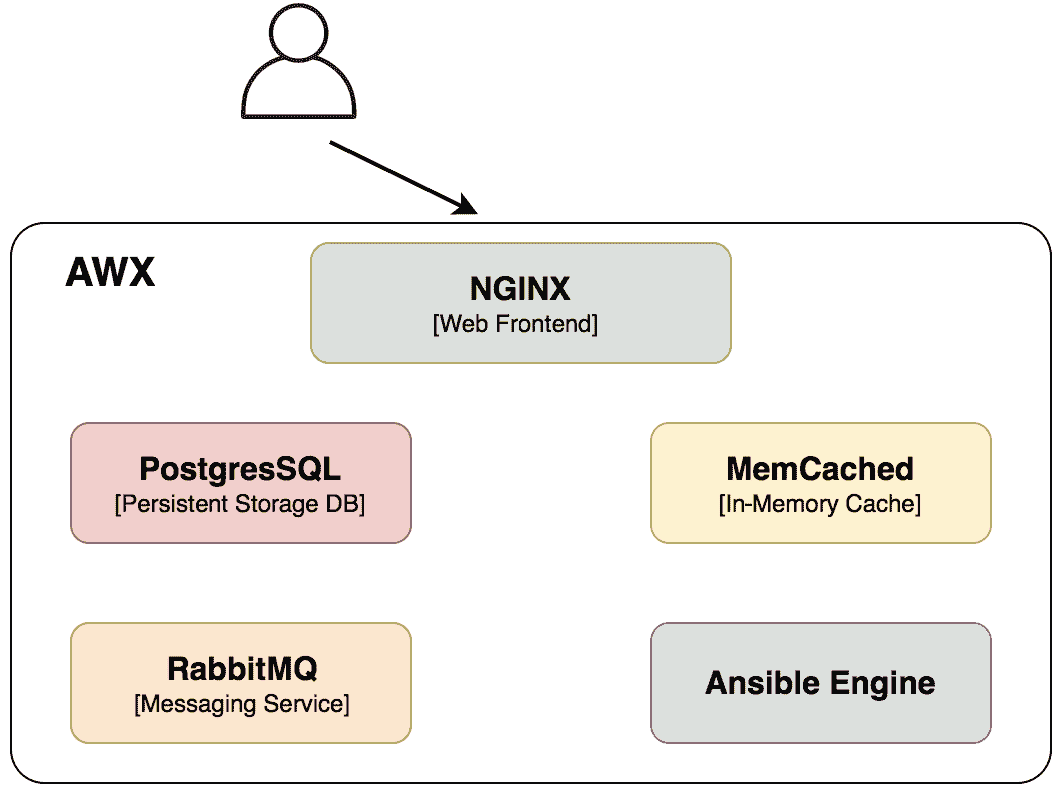 AWX
NGINX
[Web Frontend]
PostgresSQL
[Persistent Storage DB]
MemCached
[In-Memory Cache]
RabbitMQ
[Messaging Service]
Ansible Engine